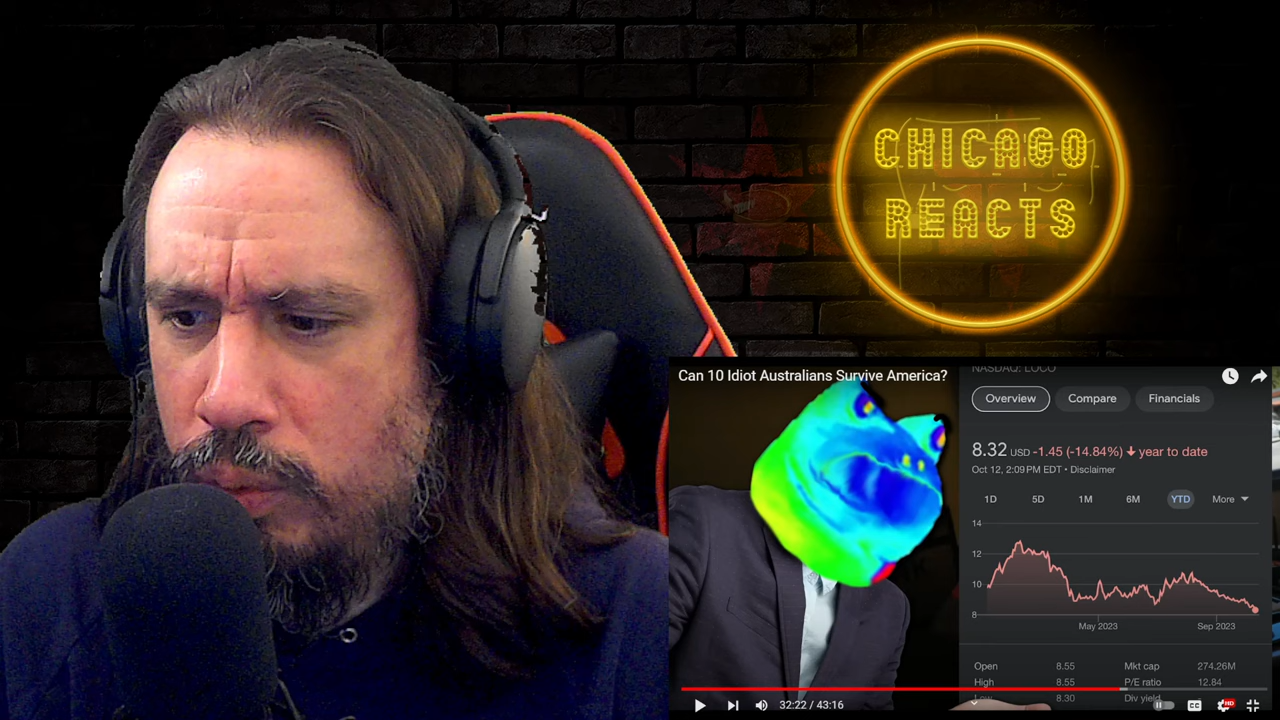 CHICAGO
REACTS
Can 10 Idiot Australians Survive America?
NASDAQ: LOCO
Overview
Compare
Financials
8.32 USD -1.45 (-14.84%) ↓ year to date
Oct 12, 2:09 PM EDT • Disclaimer
1D
5D
1M
6M
YTD
More
14
12
10
8
May 2023
Sep 2023
Open 8.55 Mkt cap 274.26M
High 8.55 P/E ratio 12.84
Low 8.30 Div yield
32:22 / 43:16
CC
HD